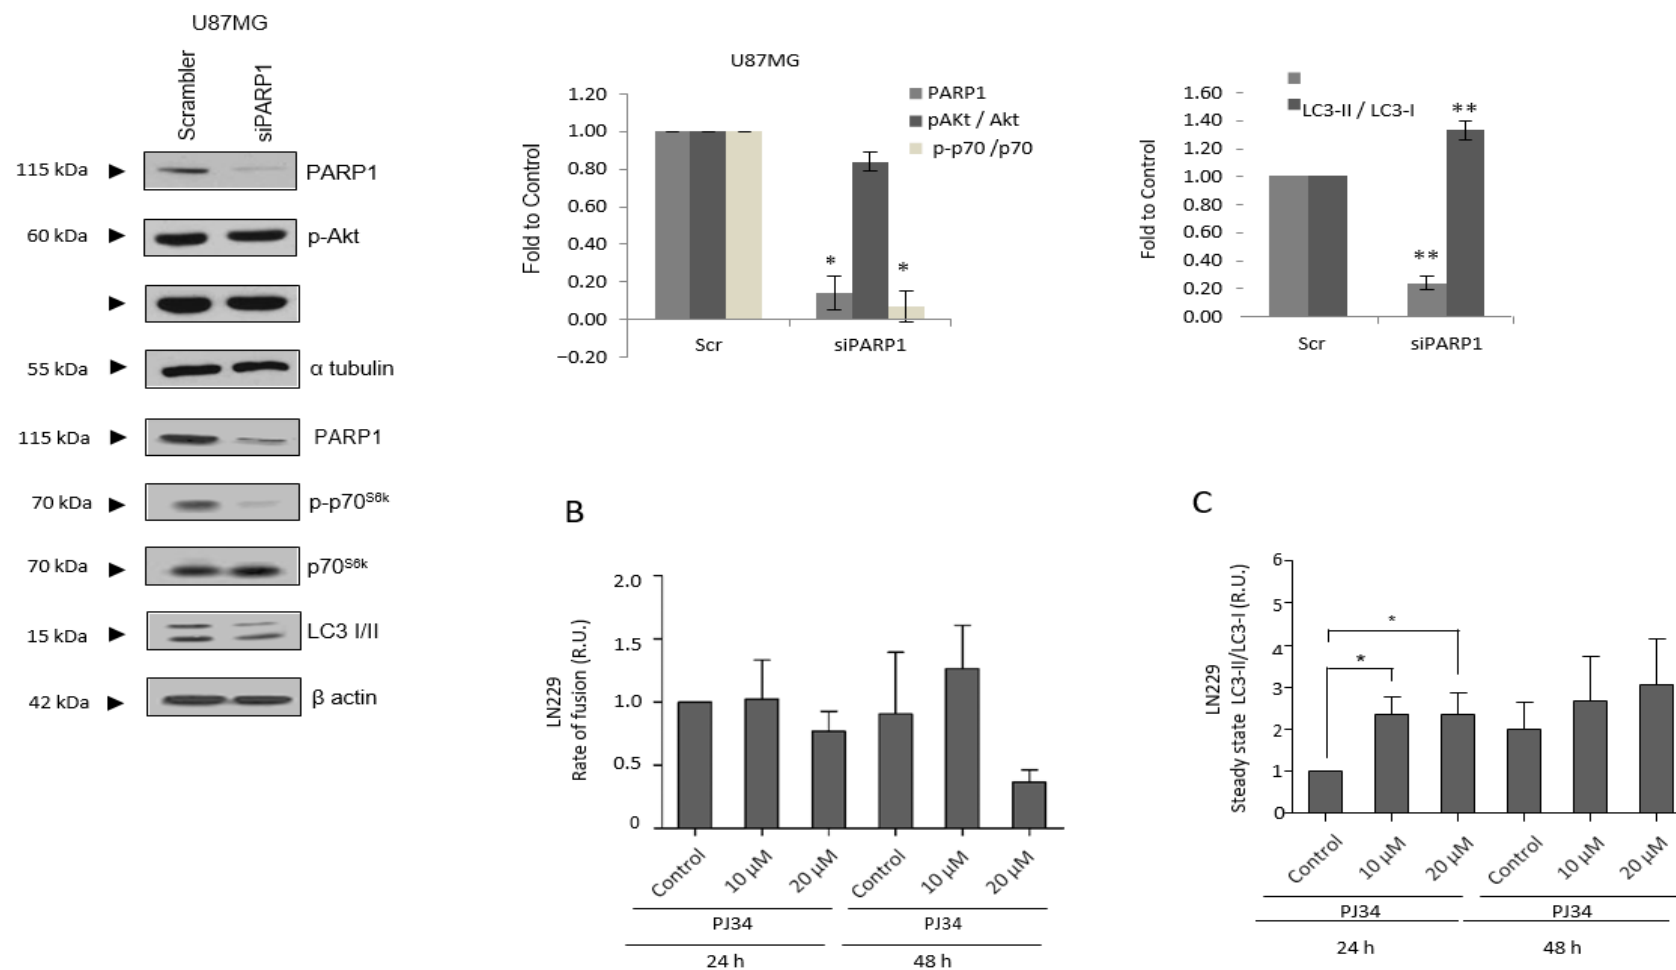 U87MG
Scrambler
siPARP1
115 kDa
PARP1
60 kDa
p-Akt
55 kDa
α tubulin
115 kDa
PARP1
70 kDa
p-p70S6k
70 kDa
p70S6k
15 kDa
LC3 I/II
42 kDa
β actin
U87MG
Fold to Control
1.20
1.00
0.80
0.60
0.40
0.20
0.00
−0.20
PARP1
pAKt / Akt
p-p70 /p70
*
*
Scr
siPARP1
Fold to Control
1.60
1.40
1.20
1.00
0.80
0.60
0.40
0.20
0.00
LC3-II / LC3-I
**
**
Scr
siPARP1
B
LN229
Rate of fusion (R.U.)
2.0
1.5
1.0
0.5
0
Control
10 µM
20 µM
Control
10 µM
20 µM
PJ34
PJ34
24 h
48 h
C
LN229
Steady state LC3-II/LC3-I (R.U.)
6
5
4
3
2
1
0
*
*
Control
10 µM
20 µM
Control
10 µM
20 µM
PJ34
PJ34
24 h
48 h